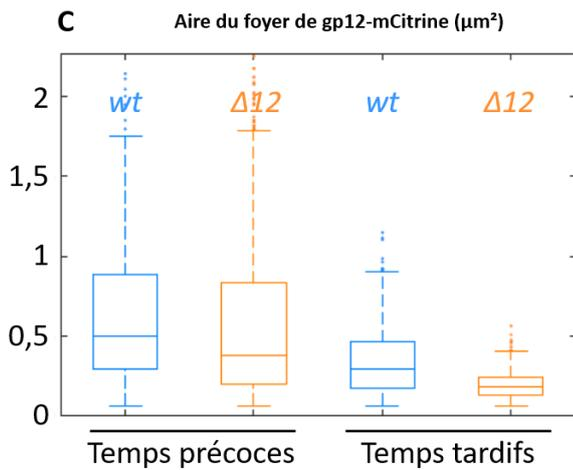 C
Aire du foyer de gp12-mCitrine (µm²)
2
1,5
1
0,5
0
wt
Δ12
wt
Δ12
Temps précoces
Temps tardifs